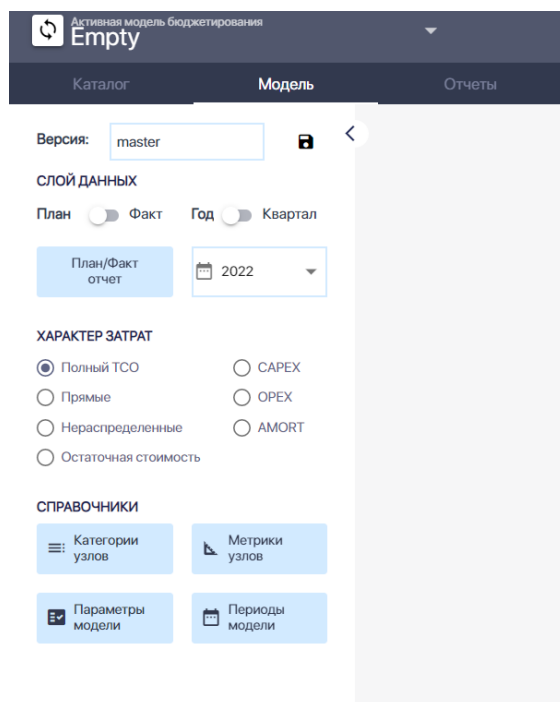 Активная модель бюджетирования
Empty
Каталог Модель Отчеты
Версия: master
СЛОЙ ДАННЫХ
План Факт Год Квартал
План/Факт
отчет
2022
ХАРАКТЕР ЗАТРАТ
Полный TCO CAPEX
Прямые OPEX
Нераспределенные AMORT
Остаточная стоимость
СПРАВОЧНИКИ
Категории
узлов
Метрики
узлов
Параметры
модели
Периоды
модели